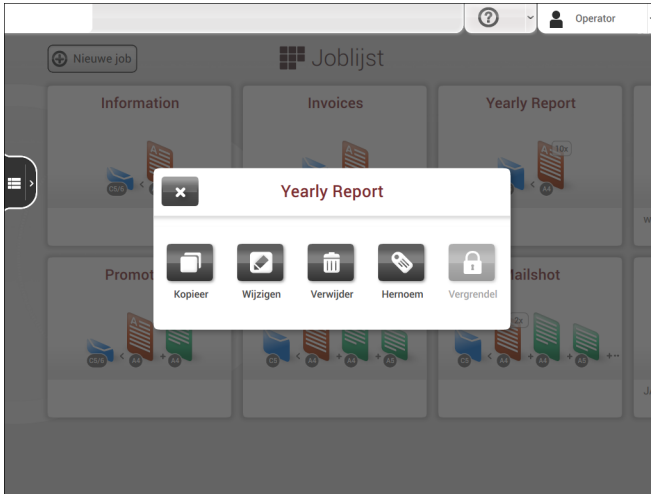 Operator
Nieuwe job
Joblijst
Information
Invoices
Yearly Report
A
A
A
10x
C5/6
<
<
A4
Yearly Report
Kopieer
Wijzigen
Verwijder
Hernoem
Vergrendel
Promot
Mailshot
A
A
A
2x
C5/6 < A4 + A4
C5 < A4 + A4 + A5
C5 < A4 + A4 + A5 +--